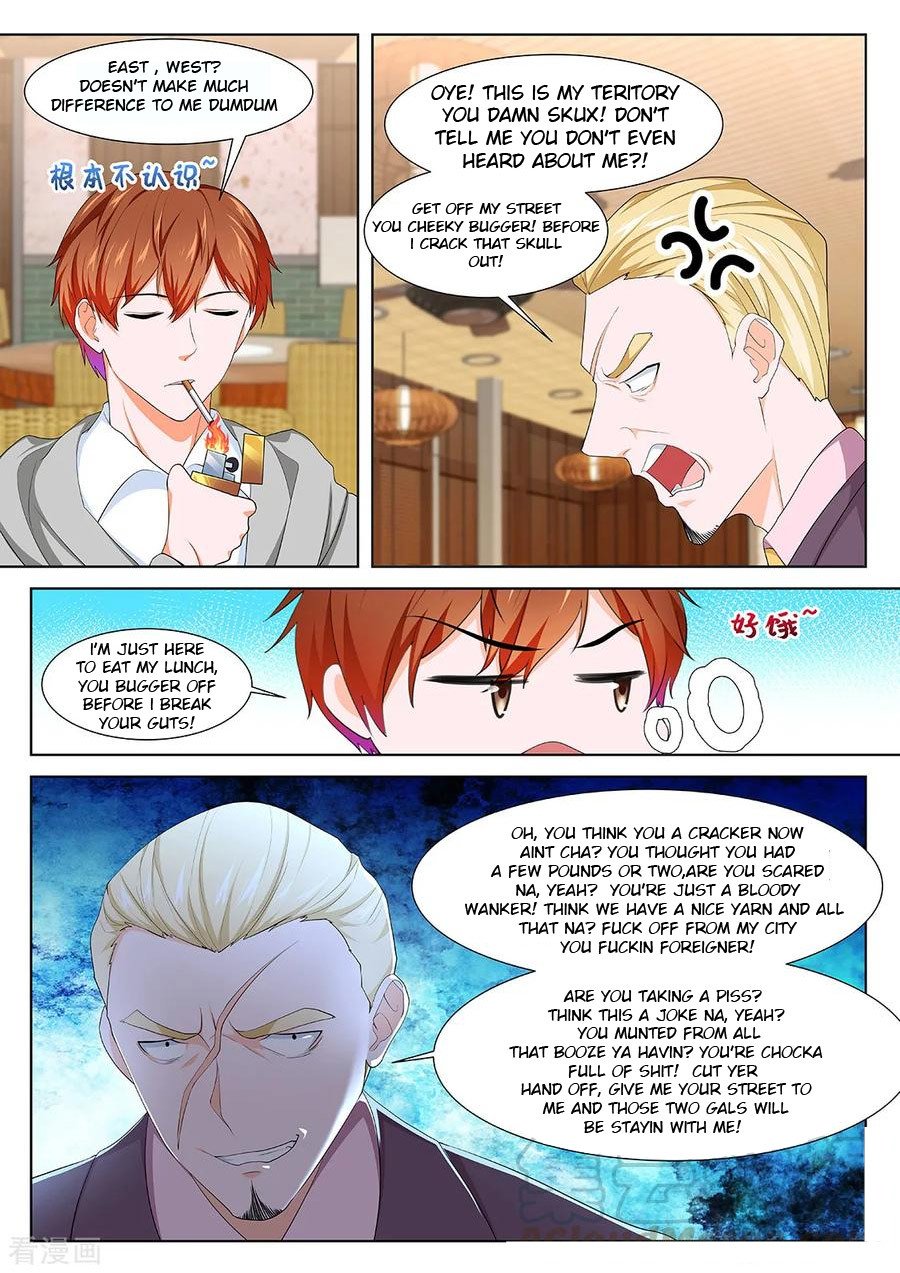 EAST , WEST?
DOESN'T MAKE MUCH
DIFFERENCE TO ME DUMDUM
根本不认识~
OYE! THIS IS MY TERITORY
YOU DAMN SKUX! DON'T
TELL ME YOU DON'T EVEN
HEARD ABOUT ME?!
GET OFF MY STREET
YOU CHEEKY BUGGER! BEFORE
I CRACK THAT SKULL
OUT!
I'M JUST HERE
TO EAT MY LUNCH,
YOU BUGGER OFF
BEFORE I BREAK
YOUR GUTS!
好饿~
OH, YOU THINK YOU A CRACKER NOW
AINT CHA? YOU THOUGHT YOU HAD
A FEW POUNDS OR TWO,ARE YOU SCARED
NA, YEAH? YOU'RE JUST A BLOODY
WANKER! THINK WE HAVE A NICE YARN AND ALL
THAT NA? FUCK OFF FROM MY CITY
YOU FUCKIN FOREIGNER!
ARE YOU TAKING A PISS?
THINK THIS A JOKE NA, YEAH?
YOU MUNTED FROM ALL
THAT BOOZE YA HAVIN? YOU'RE CHOCKA
FULL OF SHIT! CUT YER
HAND OFF, GIVE ME YOUR STREET TO
ME AND THOSE TWO GALS WILL
BE STAYIN WITH ME!
看漫画